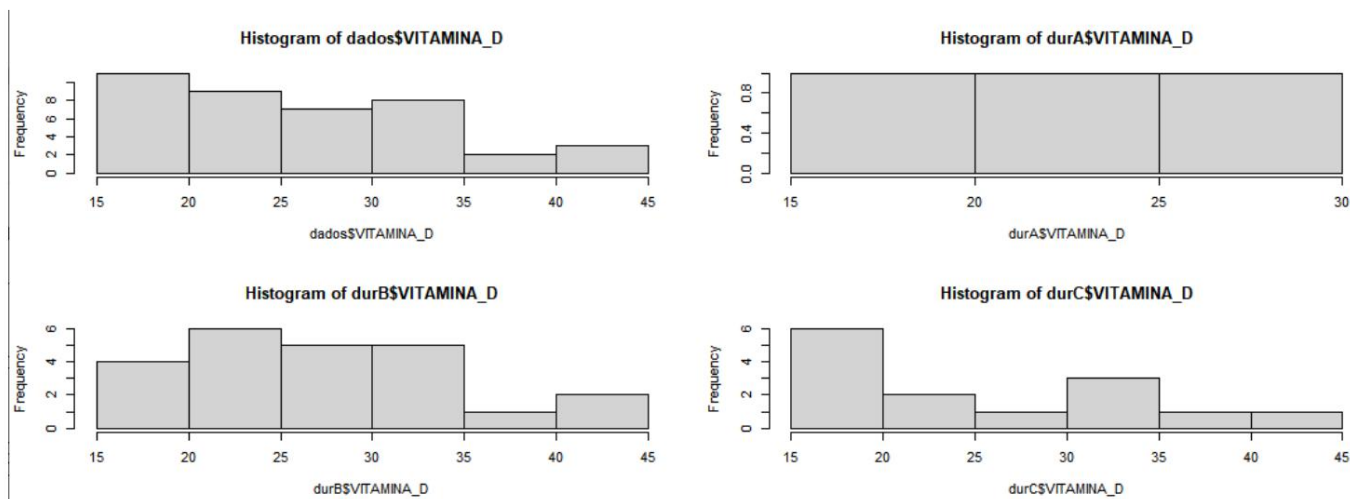 Histogram of dados$VITAMINA_D
Frequency
0 2 4 6 8
15 20 25 30 35 40 45
dados$VITAMINA_D
Histogram of durA$VITAMINA_D
Frequency
0.0 0.4 0.8
15 20 25 30
durA$VITAMINA_D
Histogram of durB$VITAMINA_D
Frequency
0 2 4 6
15 20 25 30 35 40 45
durB$VITAMINA_D
Histogram of durC$VITAMINA_D
Frequency
0 2 4 6
15 20 25 30 35 40 45
durC$VITAMINA_D